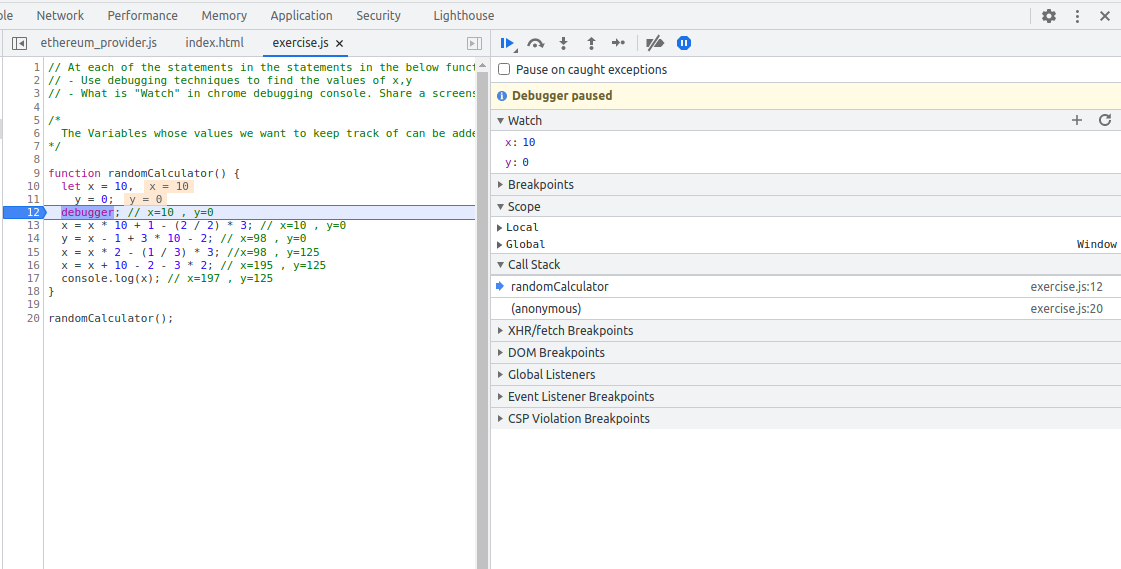 ole Network Performance Memory Application Security Lighthouse
ethereum_provider.js index.html exercise.js ×
1 // At each of the statements in the statements in the below funct
2 // - Use debugging techniques to find the values of x,y
3 // - What is "Watch" in chrome debugging console. Share a screens
4
5 /*
6 The Variables whose values we want to keep track of can be adde
7 */
8
9 function randomCalculator() {
10 let x = 10, x = 10
11 y = 0; y = 0
12 debugger; // x=10 , y=0
13 x = x * 10 + 1 - (2 / 2) * 3; // x=10 , y=0
14 y = x - 1 + 3 * 10 - 2; // x=98 , y=0
15 x = x * 2 - (1 / 3) * 3; //x=98 , y=125
16 x = x + 10 - 2 - 3 * 2; // x=195 , y=125
17 console.log(x); // x=197 , y=125
18 }
19
20 randomCalculator();
Pause on caught exceptions
Debugger paused
Watch
x: 10
y: 0
Breakpoints
Scope
Local
Global Window
Call Stack
randomCalculator exercise.js:12
(anonymous) exercise.js:20
XHR/fetch Breakpoints
DOM Breakpoints
Global Listeners
Event Listener Breakpoints
CSP Violation Breakpoints